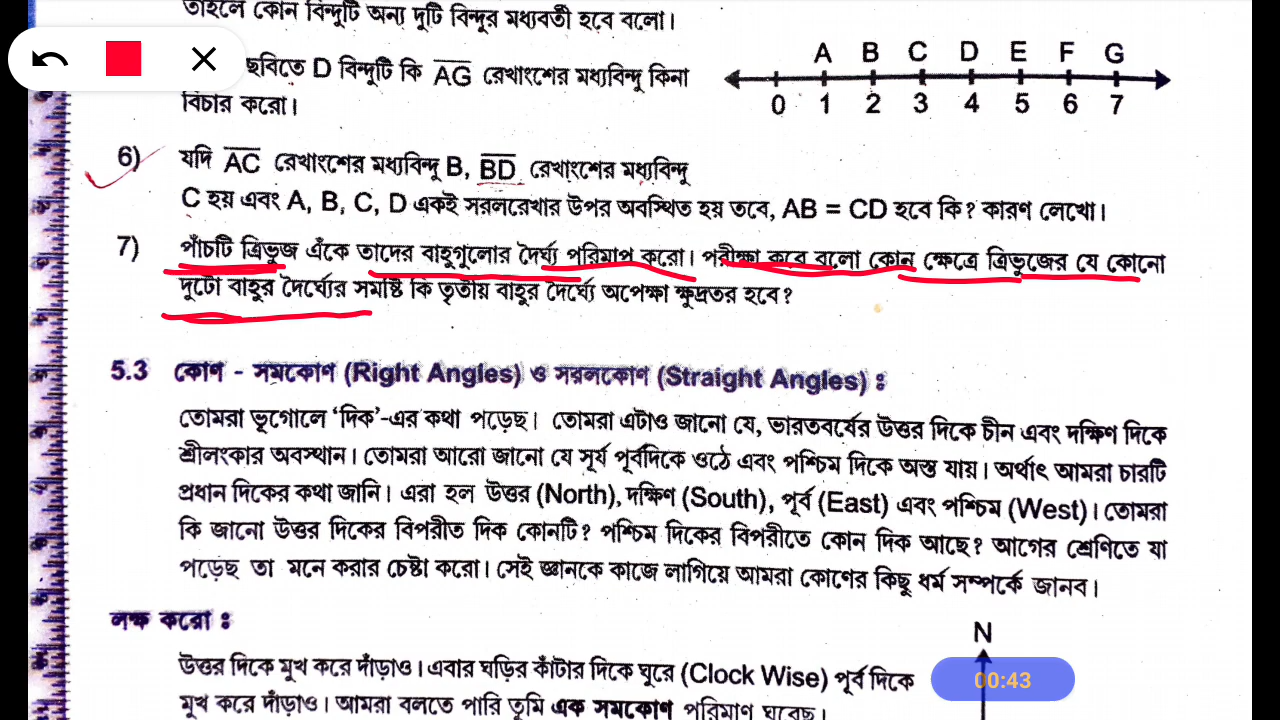 তাহলে কোন বিন্দুটি অন্য দুটি বিন্দুর মধ্যবর্তী হবে বলো।
ছবিতে D বিন্দুটি কি AG রেখাংশের মধ্যবিন্দু কিনা
বিচার করো।
A B C D E F G
0 1 2 3 4 5 6 7
6) যদি AC রেখাংশের মধ্যবিন্দু B, BD রেখাংশের মধ্যবিন্দু
C হয় এবং A, B, C, D একই সরলরেখার উপর অবস্থিত হয় তবে, AB = CD হবে কি? কারণ লেখো।
7) পাঁচটি ত্রিভুজ এঁকে তাদের বাহুগুলোর দৈর্ঘ্য পরিমাপ করো। পরীক্ষা করে বলো কোন ক্ষেত্রে ত্রিভুজের যে কোনো
দুটো বাহুর দৈর্ঘ্যের সমষ্টি কি তৃতীয় বাহুর দৈর্ঘ্যে অপেক্ষা ক্ষুদ্রতর হবে?
5.3 কোণ - সমকোণ (Right Angles) ও সরলকোণ (Straight Angles) :
তোমরা ভূগোলে ‘দিক’-এর কথা পড়েছ। তোমরা এটাও জানো যে, ভারতবর্ষের উত্তর দিকে চীন এবং দক্ষিণ দিকে
শ্রীলংকার অবস্থান। তোমরা আরো জানো যে সূর্য পূর্বদিকে ওঠে এবং পশ্চিম দিকে অস্ত যায়। অর্থাৎ আমরা চারটি
প্রধান দিকের কথা জানি। এরা হল উত্তর (North), দক্ষিণ (South), পূর্ব (East) এবং পশ্চিম (West)। তোমরা
কি জানো উত্তর দিকের বিপরীত দিক কোনটি? পশ্চিম দিকের বিপরীতে কোন দিক আছে? আগের শ্রেণিতে যা
পড়েছ তা মনে করার চেষ্টা করো। সেই জ্ঞানকে কাজে লাগিয়ে আমরা কোণের কিছু ধর্ম সম্পর্কে জানব।
লক্ষ করো :
N
উত্তর দিকে মুখ করে দাঁড়াও। এবার ঘড়ির কাঁটার দিকে ঘুরে (Clock Wise) পূর্ব দিকে
00:43
মুখ করে দাঁড়াও। আমরা বলতে পারি তুমি এক সমকোণ পরিমাণ ঘুরেছ।